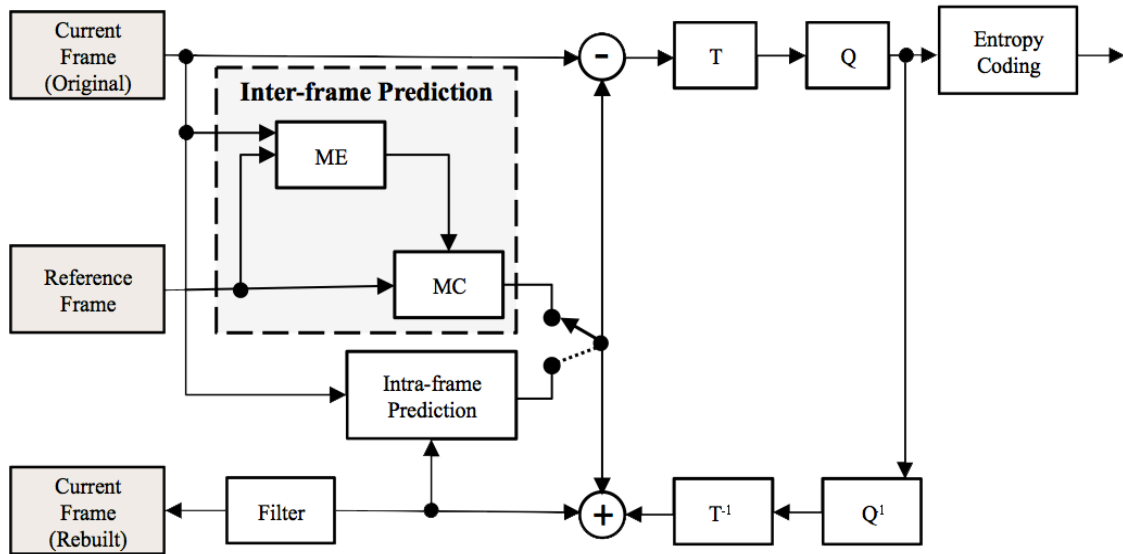 Current
Frame
(Original)
-
T
Q
Entropy
Coding
Inter-frame Prediction
ME
Reference
Frame
MC
Intra-frame
Prediction
Current
Frame
(Rebuilt)
Filter
+
T-1
Q1